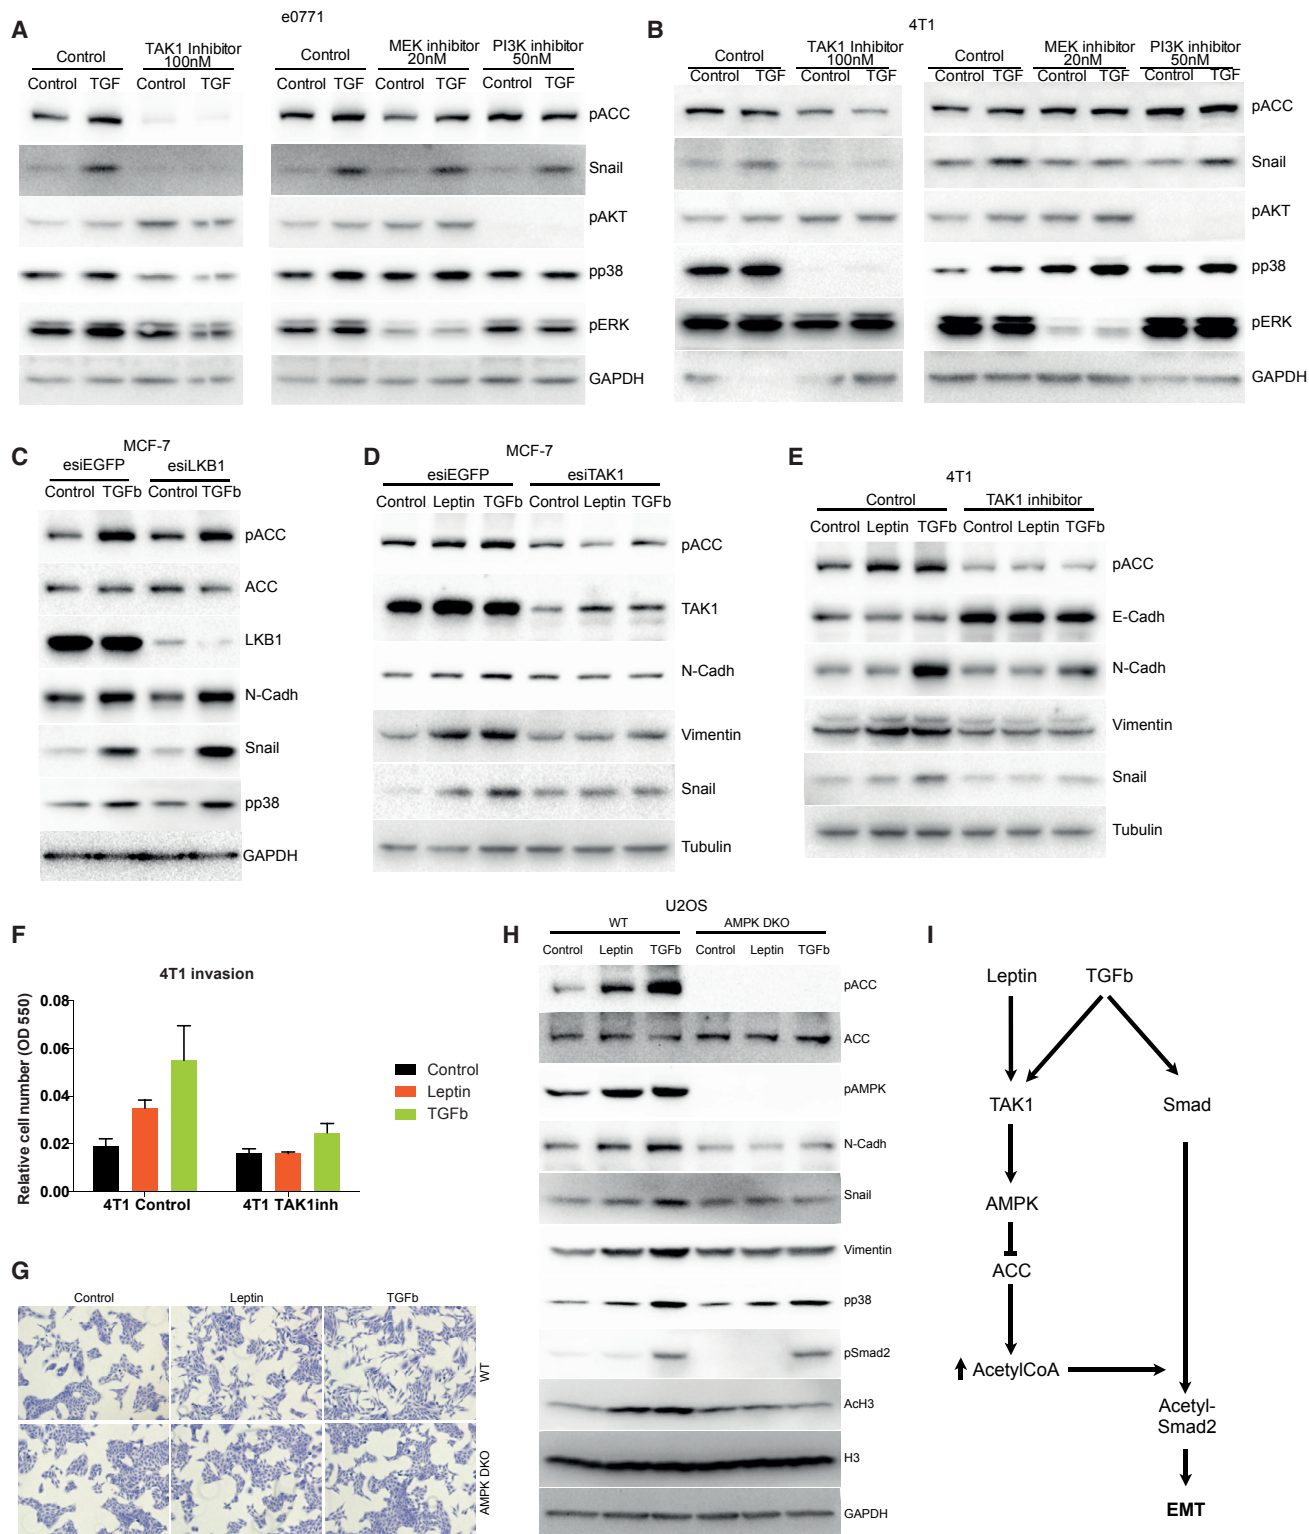 A
e0771
Control
TAK1 Inhibitor
100nM
Control
MEK inhibitor
20nM
PI3K inhibitor
50nM
Control TGF Control TGF
Control TGF Control TGF Control TGF
pACC
Snail
pAKT
pp38
pERK
GAPDH
B
4T1
Control
TAK1 Inhibitor
100nM
Control
MEK inhibitor
20nM
PI3K inhibitor
50nM
Control TGF Control TGF
Control TGF Control TGF Control TGF
pACC
Snail
pAKT
pp38
pERK
GAPDH
C
MCF-7
esiEGFP esiLKB1
Control TGFb Control TGFb
pACC
ACC
LKB1
N-Cadh
Snail
pp38
GAPDH
D
MCF-7
esiEGFP esiTAK1
Control Leptin TGFb Control Leptin TGFb
pACC
TAK1
N-Cadh
Vimentin
Snail
Tubulin
E
4T1
Control TAK1 inhibitor
Control Leptin TGFb Control Leptin TGFb
pACC
E-Cadh
N-Cadh
Vimentin
Snail
Tubulin
F
4T1 invasion
Relative cell number (OD 550)
0.08
0.06
0.04
0.02
0.00
4T1 Control 4T1 TAK1inh
Control
Leptin
TGFb
G
Control Leptin TGFb
WT
AMPK DKO
H
U2OS
WT AMPK DKO
Control Leptin TGFb Control Leptin TGFb
pACC
ACC
pAMPK
N-Cadh
Snail
Vimentin
pp38
pSmad2
AcH3
H3
GAPDH
I
Leptin TGFb
TAK1 Smad
AMPK
ACC
AcetylCoA
Acetyl-
Smad2
EMT